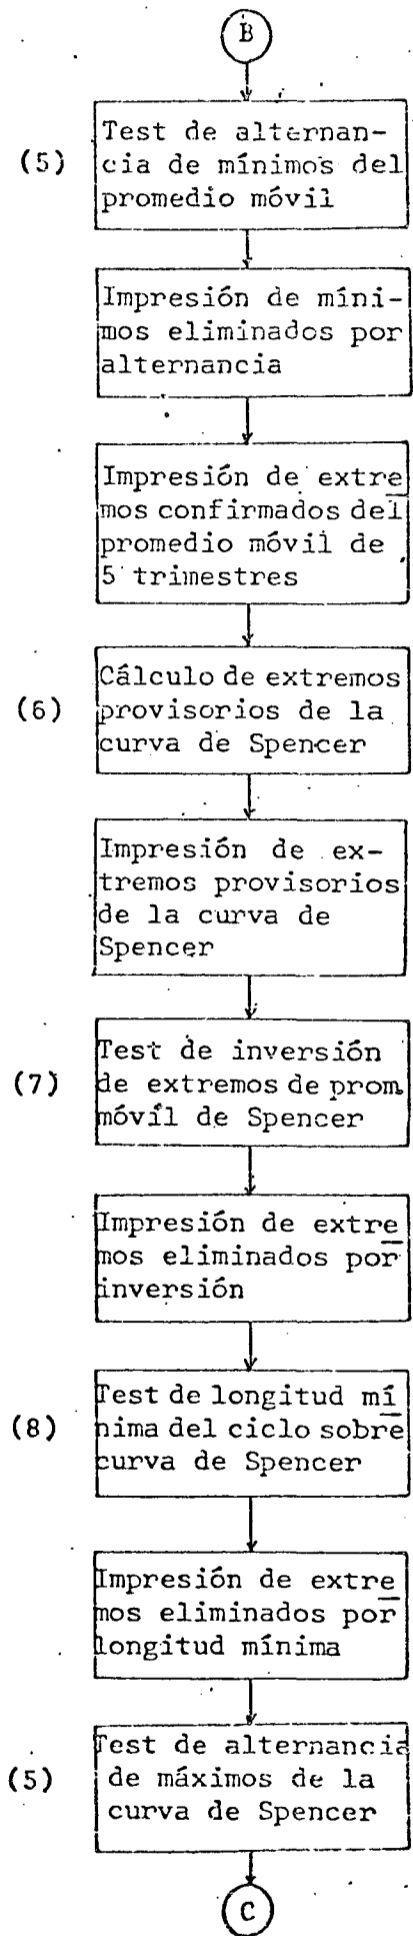 B
(5)
Test de alternan-
cia de mínimos del
promedio móvil
Impresión de míni-
mos eliminados por
alternancia
Impresión de extre
mos confirmados del
promedio móvil de
5 trimestres
(6)
Cálculo de extremos
provisorios de la
curva de Spencer
Impresión de ex-
tremos provisorios
de la curva de
Spencer
(7)
Test de inversión
de extremos de prom
móvil de Spencer
Impresión de extre
mos eliminados por
inversión
(8)
Test de longitud mí
nima del ciclo sobre
curva de Spencer
Impresión de extre
mos eliminados por
longitud mínima
(5)
Test de alternancia
de máximos de la
curva de Spencer
C